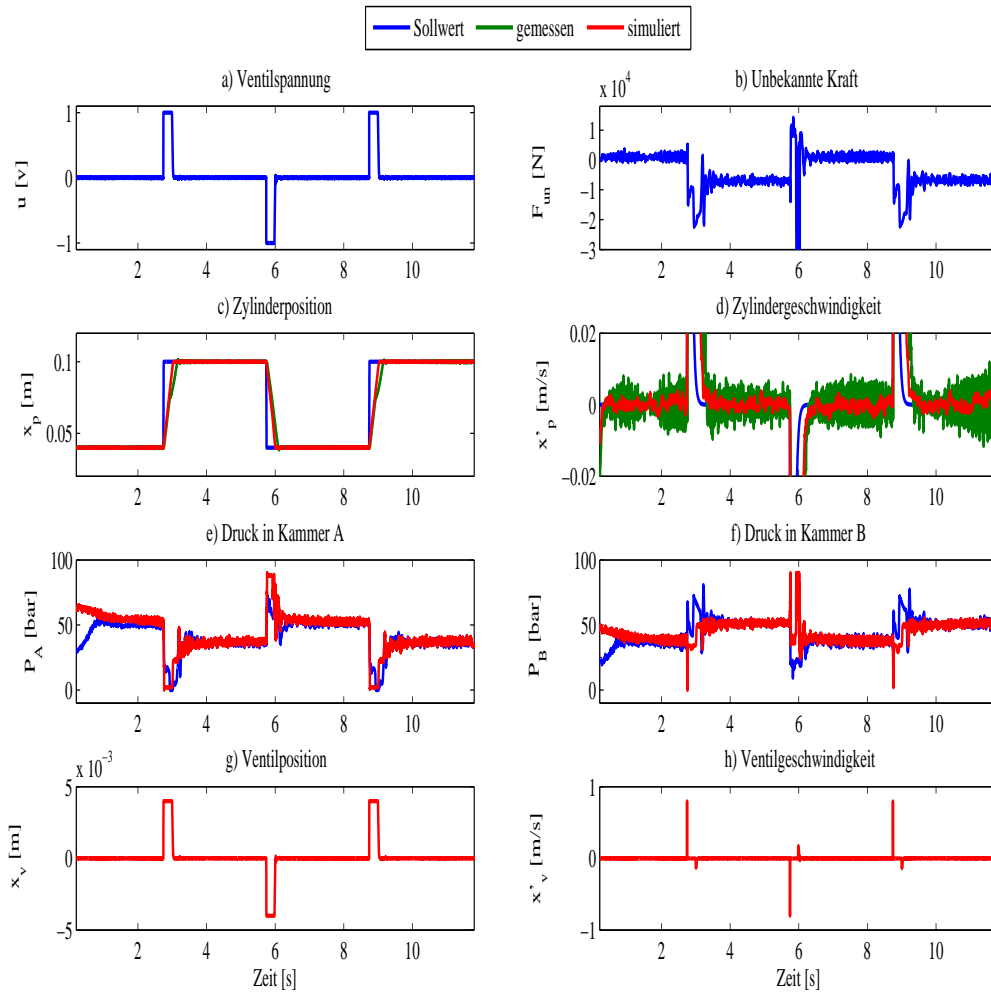 Sollwert gemessen simuliert
a) Ventilspannung
1
0
−1
u [v]
2 4 6 8 10
b) Unbekannte Kraft
x 10^4
1
0
−1
−2
−3
F_un [N]
2 4 6 8 10
c) Zylinderposition
0.1
0.05
x_p [m]
2 4 6 8 10
d) Zylindergeschwindigkeit
0.02
0
−0.02
x'_p [m/s]
2 4 6 8 10
e) Druck in Kammer A
100
50
0
P_A [bar]
2 4 6 8 10
f) Druck in Kammer B
100
50
0
P_B [bar]
2 4 6 8 10
g) Ventilposition
x 10^−3
5
0
−5
x_v [m]
2 4 6 8 10
Zeit [s]
h) Ventilgeschwindigkeit
1
0
−1
x'_v [m/s]
2 4 6 8 10
Zeit [s]